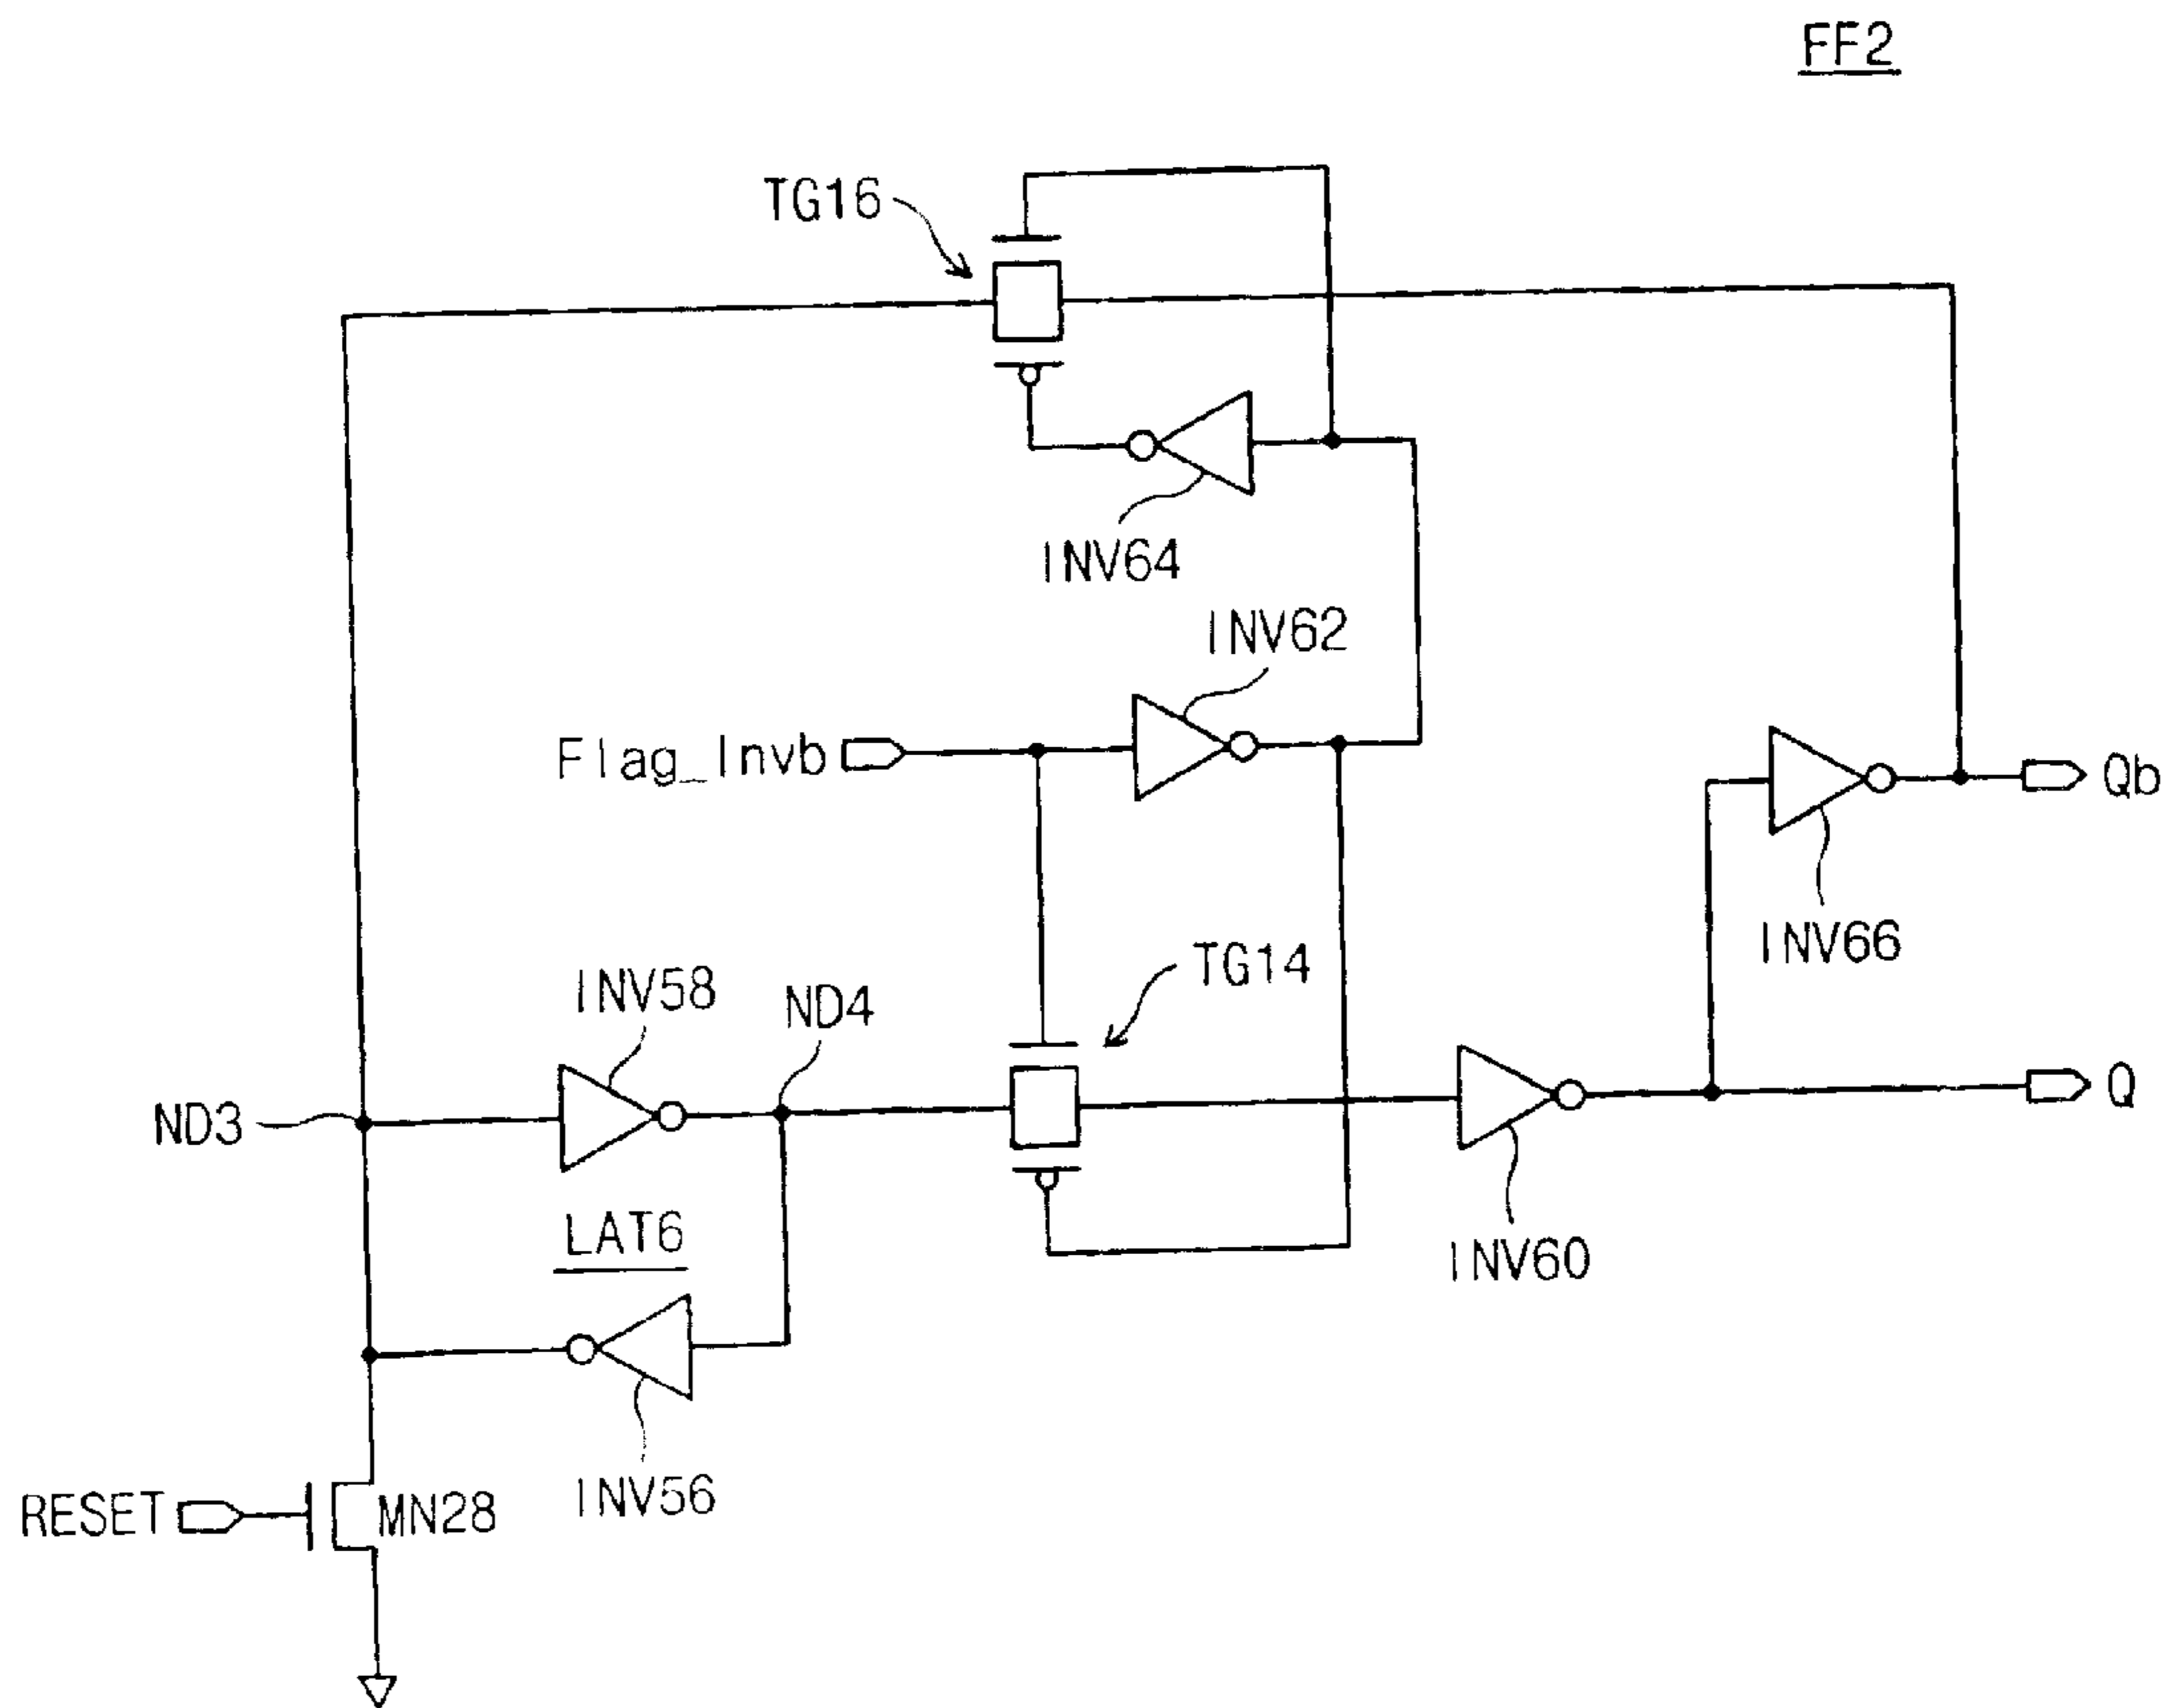 FF2
TG16
INV64
INV62
Flag_Invb
Qb
INV66
TG14
INV58
ND4
ND3
Q
LAT6
INV60
INV56
RESET
MN28